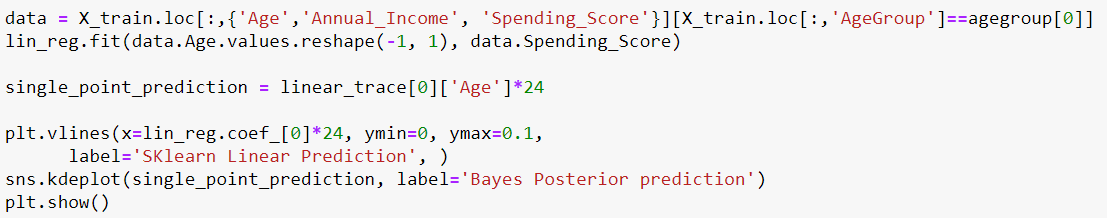 data = X_train.loc[:,{'Age','Annual_Income', 'Spending_Score'}][X_train.loc[:,'AgeGroup']==agegroup[0]]
lin_reg.fit(data.Age.values.reshape(-1, 1), data.Spending_Score)
single_point_prediction = linear_trace[0]['Age']*24
plt.vlines(x=lin_reg.coef_[0]*24, ymin=0, ymax=0.1,
label='SKlearn Linear Prediction', )
sns.kdeplot(single_point_prediction, label='Bayes Posterior prediction')
plt.show()